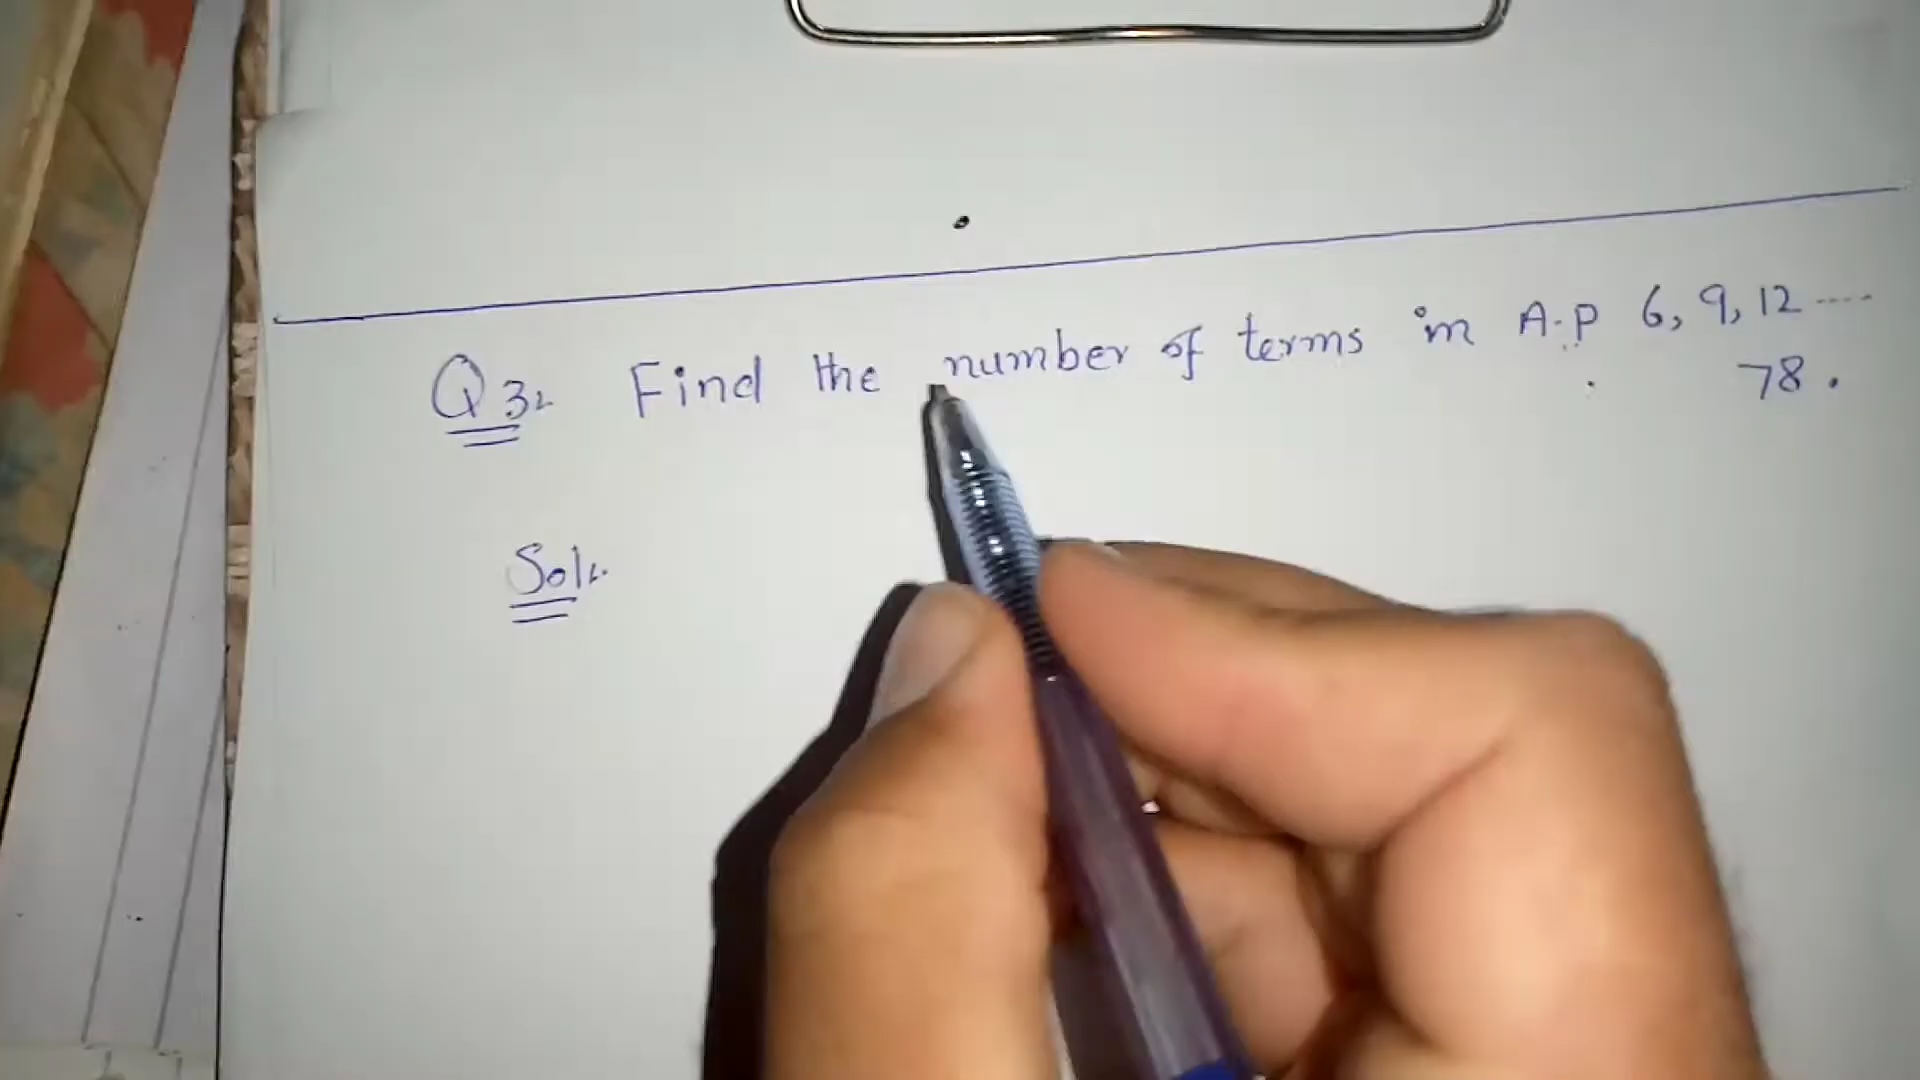 Q3. Find the number of terms in A.P 6, 9, 12 ....
78.
Sol.